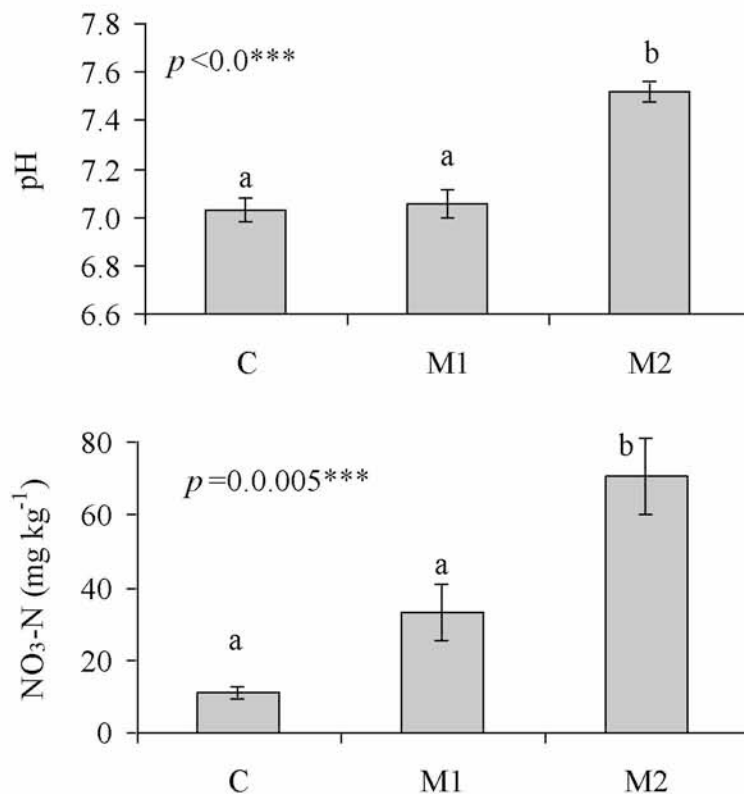 7.8
p<0.0***
7.6
b
7.4
pH
7.2
a
a
7.0
6.8
6.6
C M1 M2
80
b
p=0.0.005***
60
NO₃-N (mg kg⁻¹)
40
a
20
a
0
C M1 M2